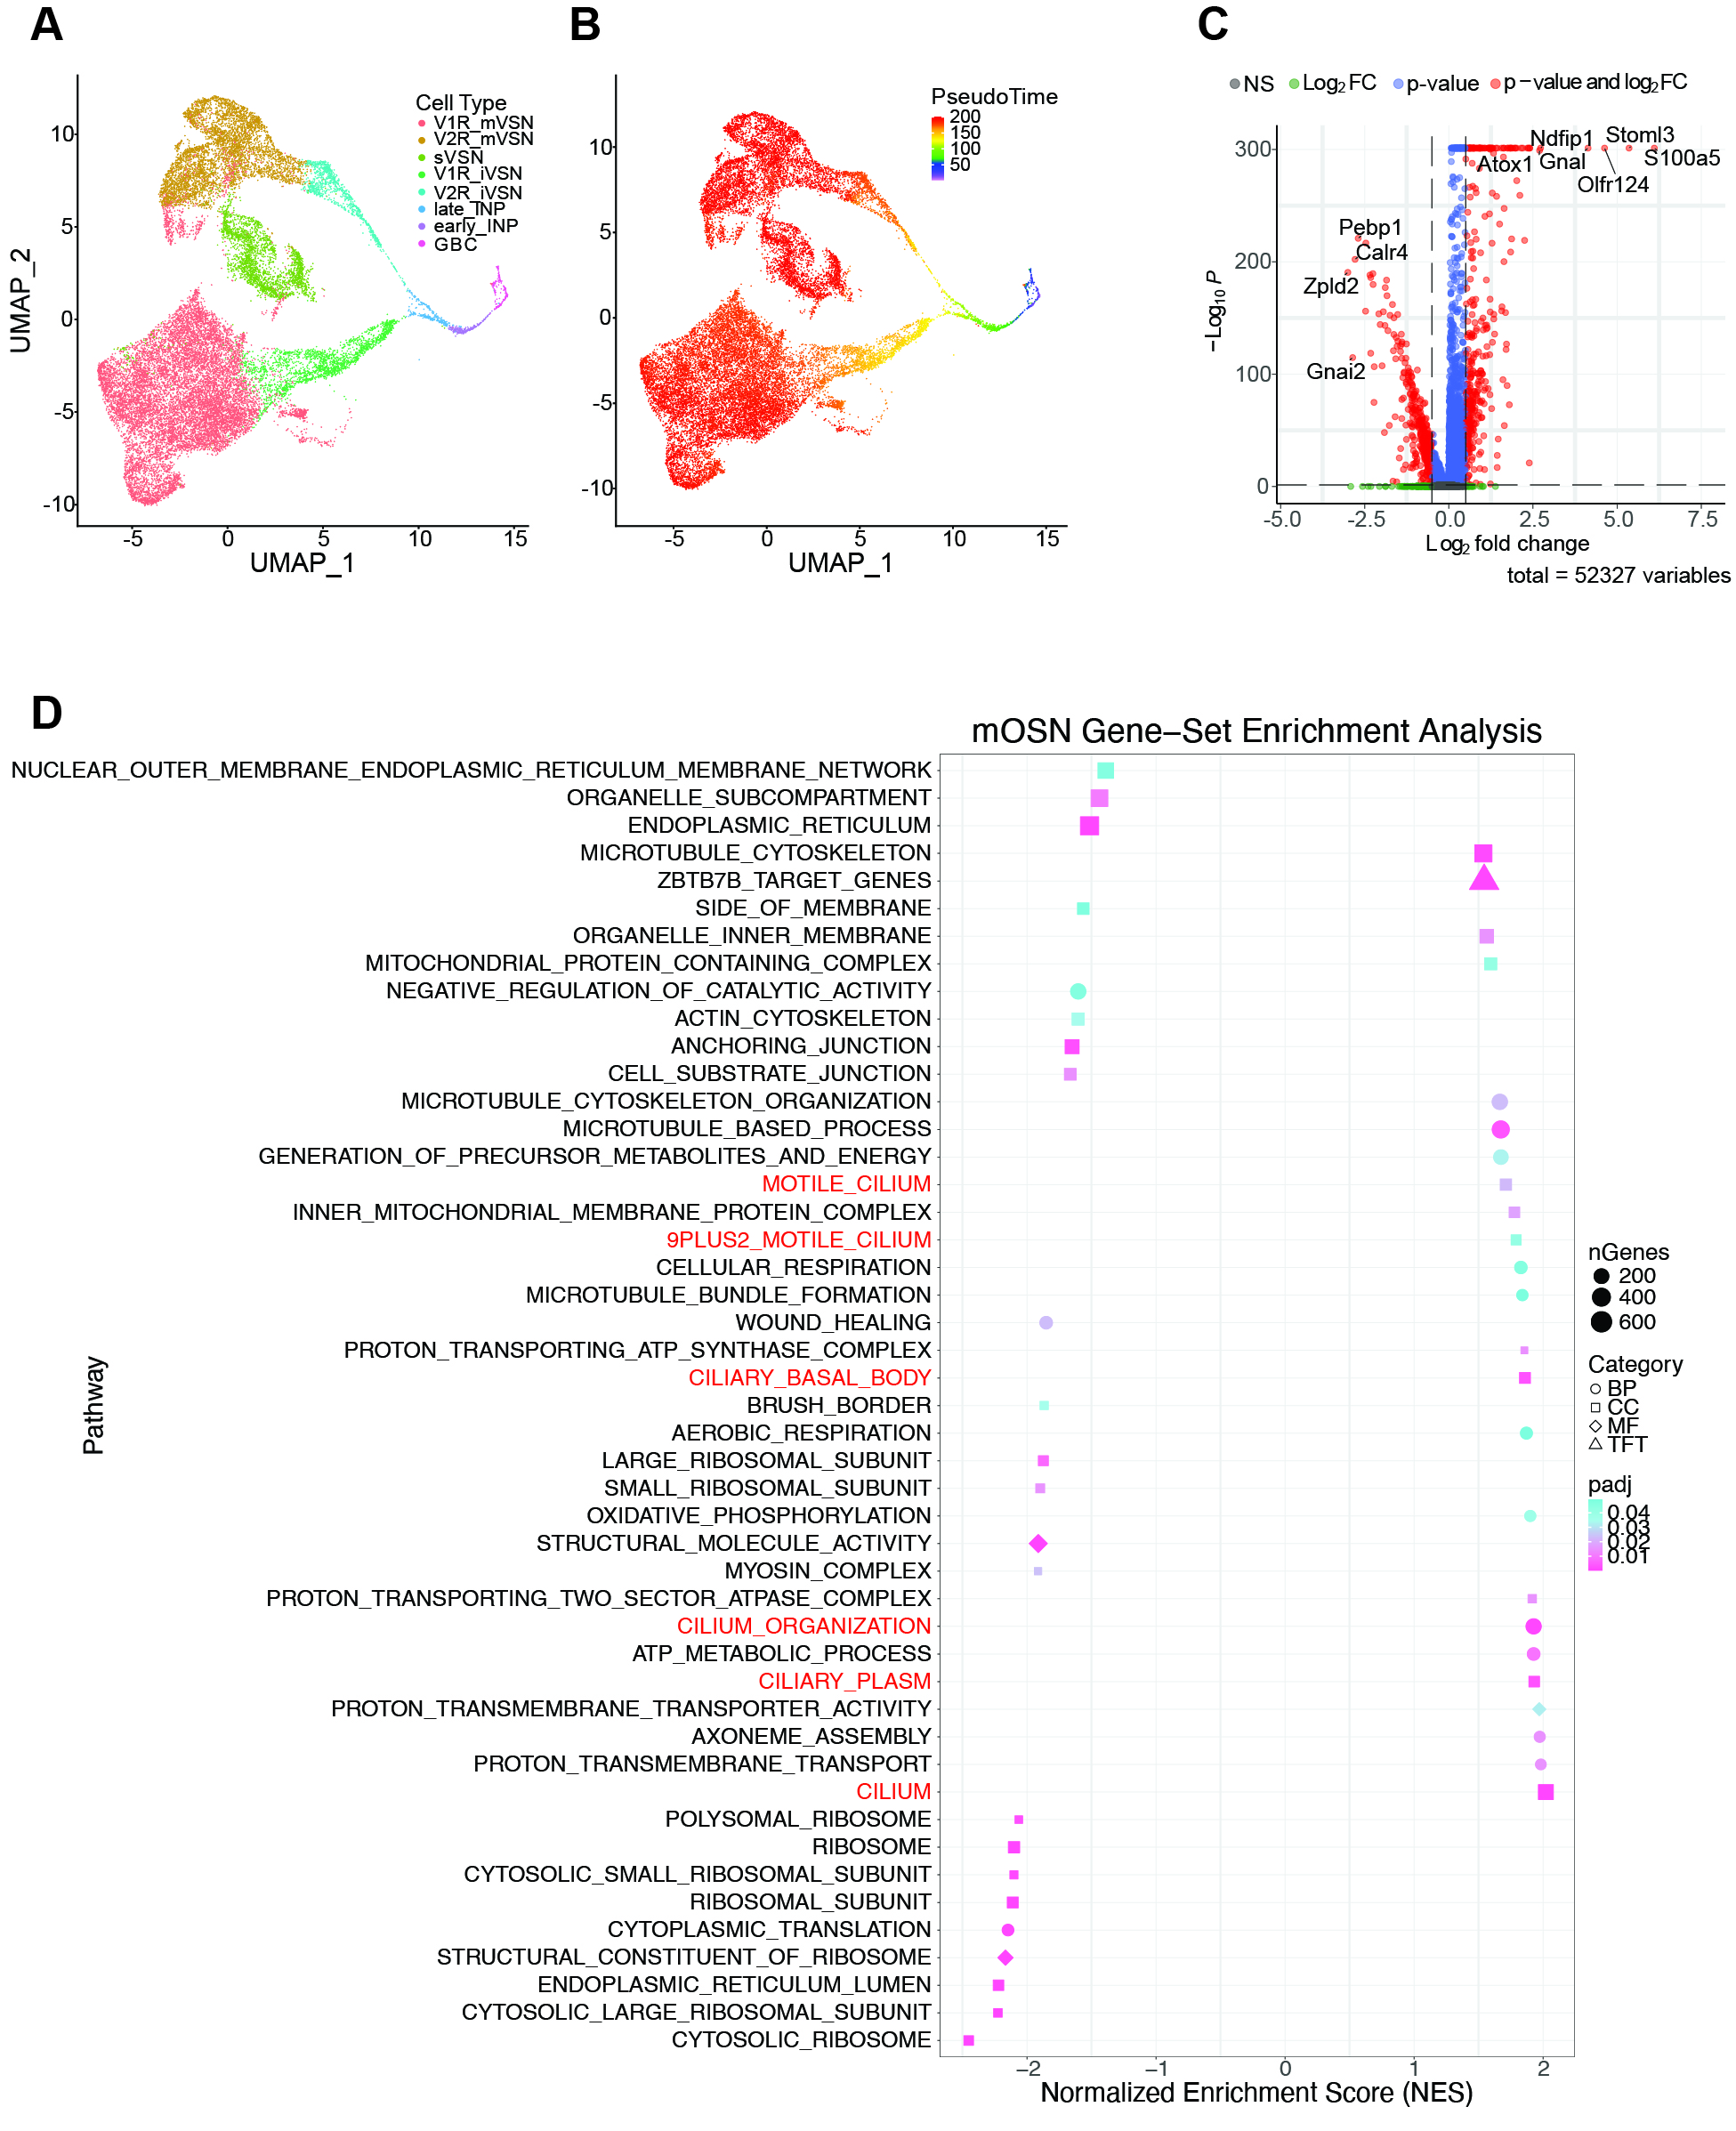 A
B
C
Cell Type
V1R_mVSN
V2R_mVSN
sVSN
V1R_iVSN
V2R_iVSN
late_INP
early_INP
GBC
10
5
0
-5
-10
UMAP_2
-5
0
5
10
15
UMAP_1
PseudoTime
200
150
100
50
10
5
0
-5
-10
-5
0
5
10
15
UMAP_1
NS
Log2 FC
p-value
p−value and log2FC
300
200
100
0
−Log10 P
Ndfip1
Stoml3
Atox1
Gnal
S100a5
Olfr124
Pebp1
Calr4
Zpld2
Gnai2
-5.0
-2.5
0.0
2.5
5.0
7.5
Log2 fold change
total = 52327 variables
D
mOSN Gene−Set Enrichment Analysis
NUCLEAR_OUTER_MEMBRANE_ENDOPLASMIC_RETICULUM_MEMBRANE_NETWORK
ORGANELLE_SUBCOMPARTMENT
ENDOPLASMIC_RETICULUM
MICROTUBULE_CYTOSKELETON
ZBTB7B_TARGET_GENES
SIDE_OF_MEMBRANE
ORGANELLE_INNER_MEMBRANE
MITOCHONDRIAL_PROTEIN_CONTAINING_COMPLEX
NEGATIVE_REGULATION_OF_CATALYTIC_ACTIVITY
ACTIN_CYTOSKELETON
ANCHORING_JUNCTION
CELL_SUBSTRATE_JUNCTION
MICROTUBULE_CYTOSKELETON_ORGANIZATION
MICROTUBULE_BASED_PROCESS
GENERATION_OF_PRECURSOR_METABOLITES_AND_ENERGY
MOTILE_CILIUM
INNER_MITOCHONDRIAL_MEMBRANE_PROTEIN_COMPLEX
9PLUS2_MOTILE_CILIUM
CELLULAR_RESPIRATION
MICROTUBULE_BUNDLE_FORMATION
WOUND_HEALING
PROTON_TRANSPORTING_ATP_SYNTHASE_COMPLEX
CILIARY_BASAL_BODY
BRUSH_BORDER
AEROBIC_RESPIRATION
LARGE_RIBOSOMAL_SUBUNIT
SMALL_RIBOSOMAL_SUBUNIT
OXIDATIVE_PHOSPHORYLATION
STRUCTURAL_MOLECULE_ACTIVITY
MYOSIN_COMPLEX
PROTON_TRANSPORTING_TWO_SECTOR_ATPASE_COMPLEX
CILIUM_ORGANIZATION
ATP_METABOLIC_PROCESS
CILIARY_PLASM
PROTON_TRANSMEMBRANE_TRANSPORTER_ACTIVITY
AXONEME_ASSEMBLY
PROTON_TRANSMEMBRANE_TRANSPORT
CILIUM
POLYSOMAL_RIBOSOME
RIBOSOME
CYTOSOLIC_SMALL_RIBOSOMAL_SUBUNIT
RIBOSOMAL_SUBUNIT
CYTOPLASMIC_TRANSLATION
STRUCTURAL_CONSTITUENT_OF_RIBOSOME
ENDOPLASMIC_RETICULUM_LUMEN
CYTOSOLIC_LARGE_RIBOSOMAL_SUBUNIT
CYTOSOLIC_RIBOSOME
Pathway
−2
−1
0
1
2
Normalized Enrichment Score (NES)
nGenes
200
400
600
Category
BP
CC
MF
TFT
padj
0.04
0.03
0.02
0.01